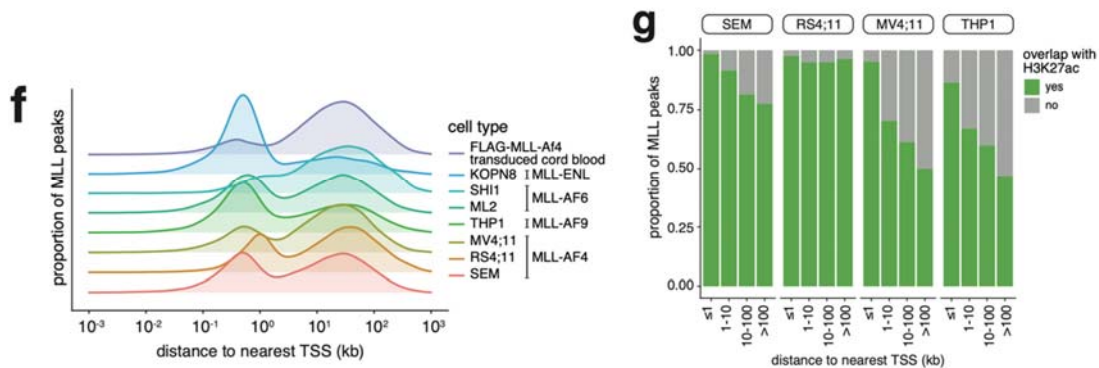 f
proportion of MLL peaks
10-3
10-2
10-1
100
101
102
103
distance to nearest TSS (kb)
cell type
FLAG-MLL-Af4
transduced cord blood
KOPN8
MLL-ENL
SHI1
ML2
MLL-AF6
THP1
MLL-AF9
MV4;11
RS4;11
SEM
MLL-AF4
g
SEM
RS4;11
MV4;11
THP1
proportion of MLL peaks
1.00
0.75
0.50
0.25
0.00
≤1
1-10
10-100
>100
≤1
1-10
10-100
>100
≤1
1-10
10-100
>100
≤1
1-10
10-100
>100
distance to nearest TSS (kb)
overlap with
H3K27ac
yes
no